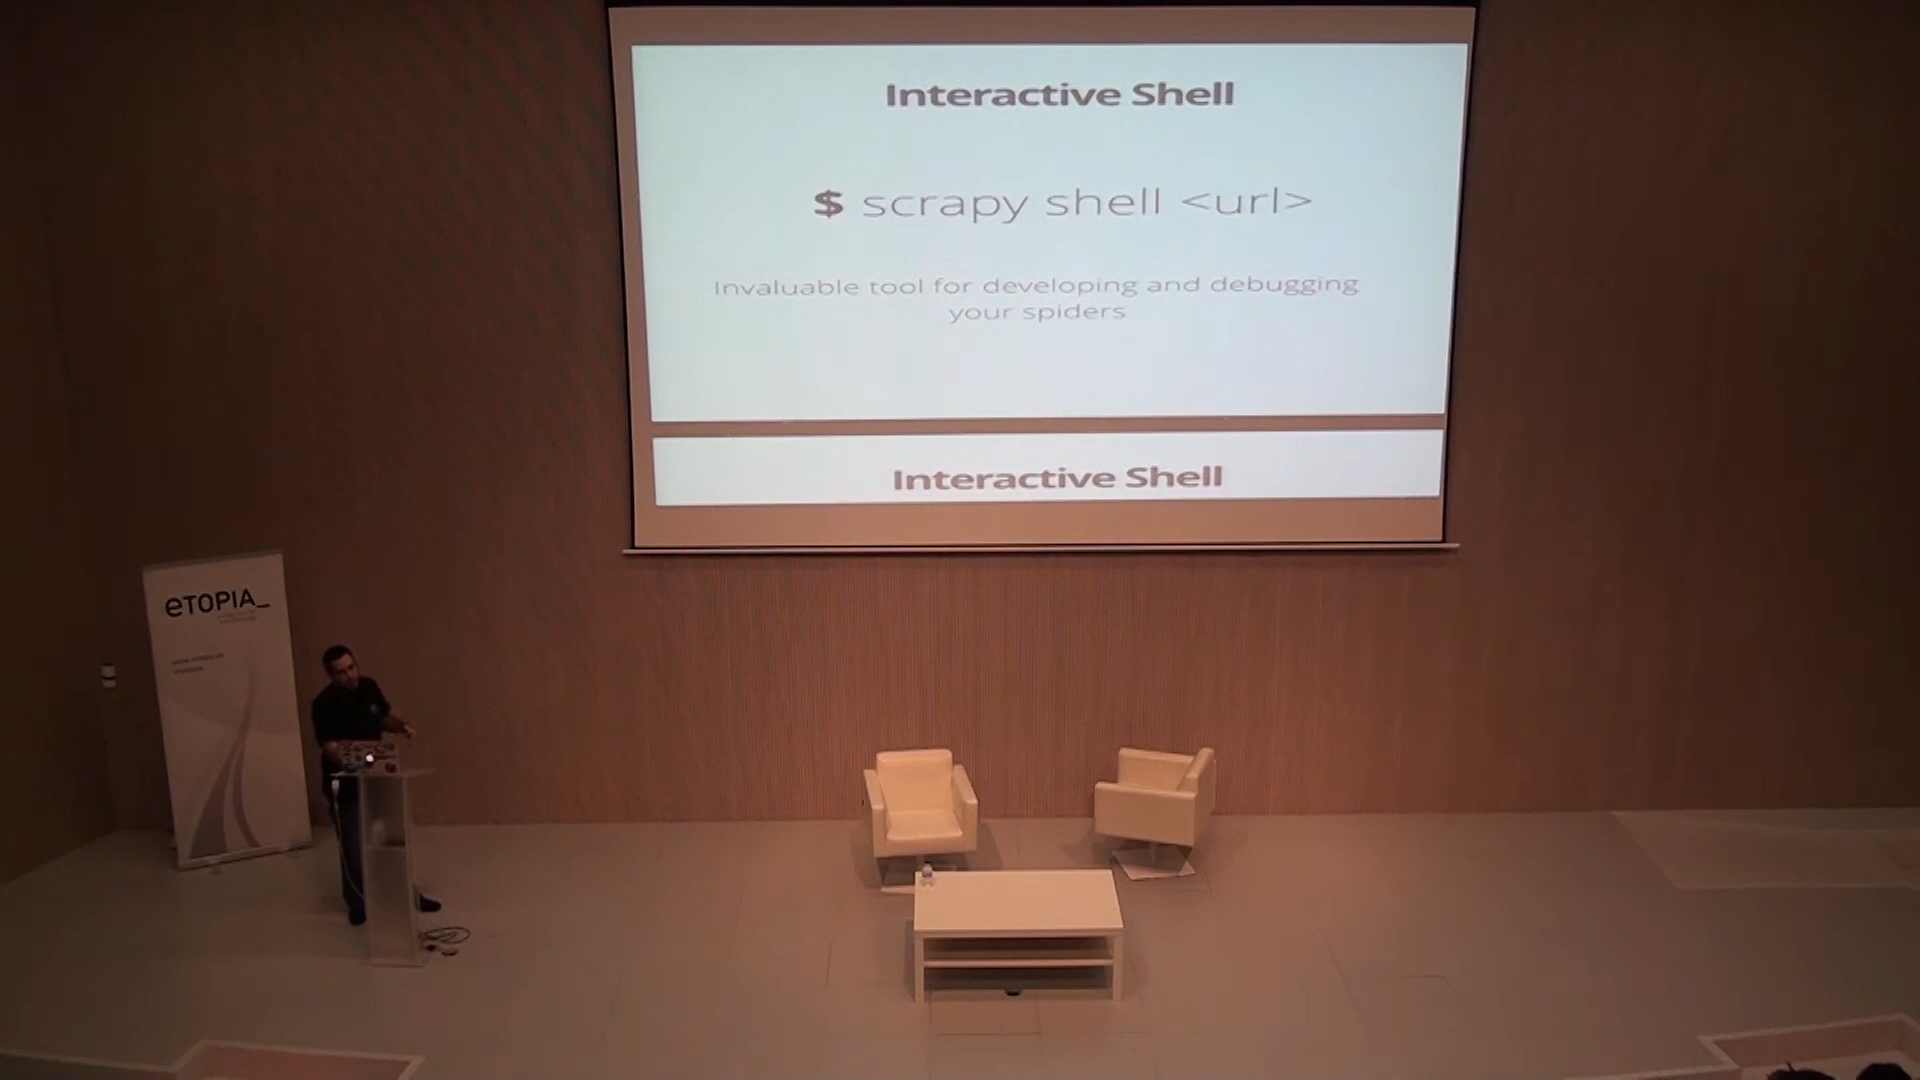 Interactive Shell
$ scrapy shell <url>
Invaluable tool for developing and debugging
your spiders
Interactive Shell
eTOPIA_